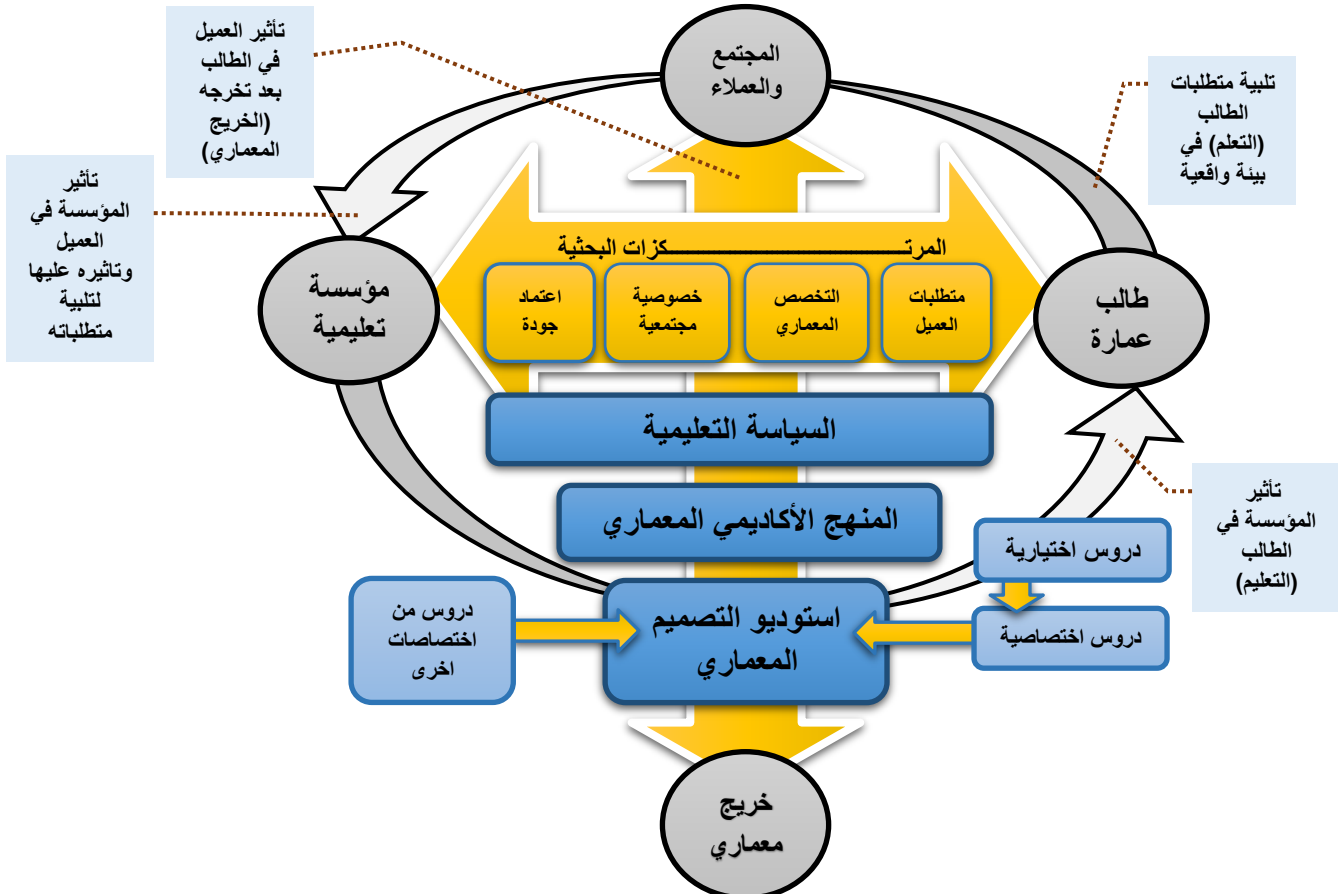 المجتمع
والعملاء
تلبية متطلبات
الطالب
(التعلم) في
بيئة واقعية
تأثير العميل
في الطالب
بعد تخرجه
(الخريج
المعماري)
تأثير
المؤسسة في
العميل
وتاثيره عليها
لتلبية
متطلباته
طالب
عمارة
المرتـــــــــــــــــــــــــكزات البحثية
متطلبات
العميل
التخصص
المعماري
خصوصية
مجتمعية
اعتماد
جودة
مؤسسة
تعليمية
السياسة التعليمية
المنهج الأكاديمي المعماري
تأثير
المؤسسة في
الطالب
(التعليم)
دروس اختيارية
دروس اختصاصية
استوديو التصميم
المعماري
دروس من
اختصاصات
اخرى
خريج
معماري